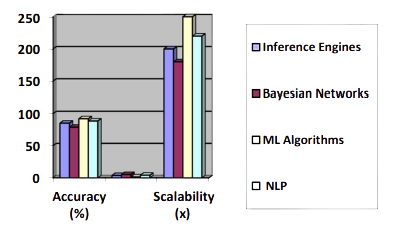 250
200
150
100
50
0
Accuracy
(%)
Scalability
(x)
Inference Engines
Bayesian Networks
ML Algorithms
NLP